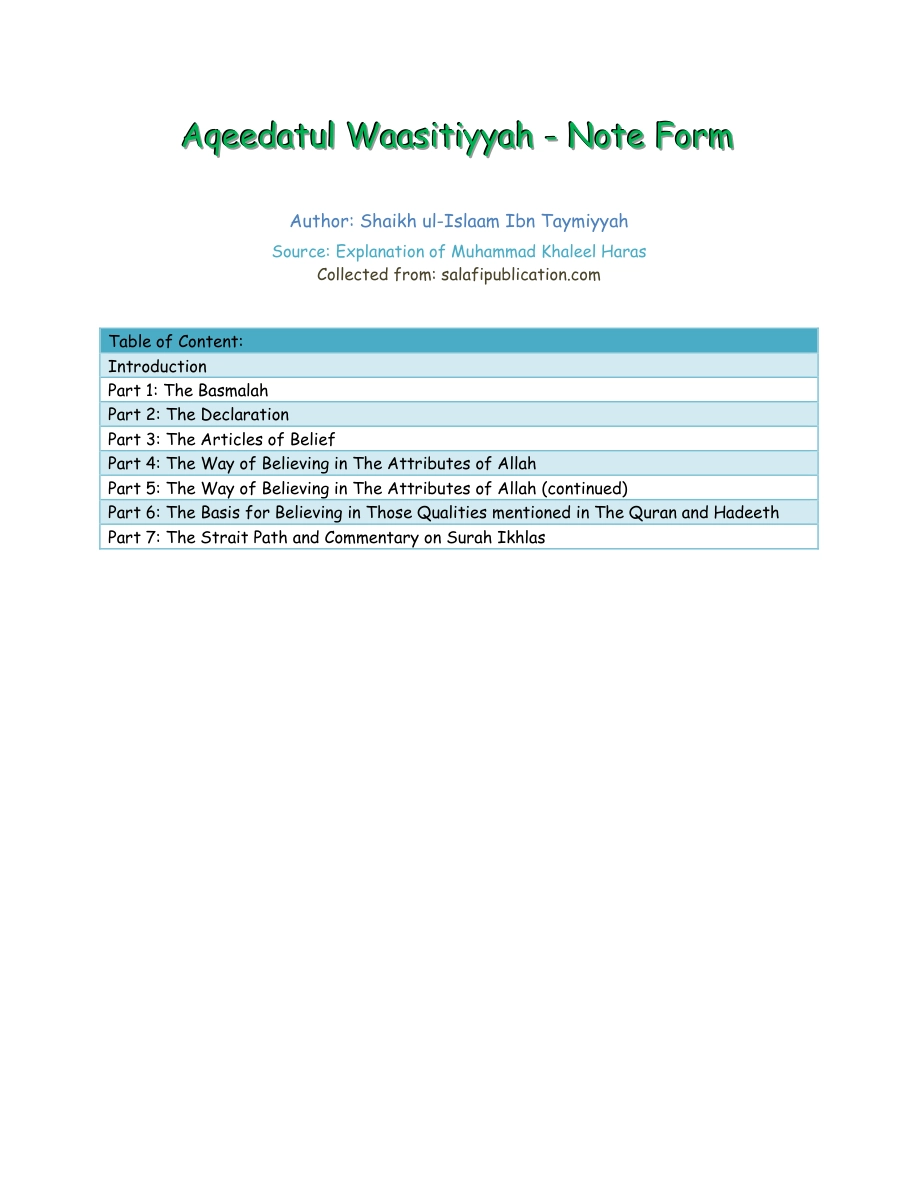 Aqeedatul Waasitiyyah - Note Form
Author: Shaikh ul-Islaam Ibn Taymiyyah
Source: Explanation of Muhammad Khaleel Haras
Collected from: salafipublication.com
Table of Content:
Introduction
Part 1: The Basmalah
Part 2: The Declaration
Part 3: The Articles of Belief
Part 4: The Way of Believing in The Attributes of Allah
Part 5: The Way of Believing in The Attributes of Allah (continued)
Part 6: The Basis for Believing in Those Qualities mentioned in The Quran and Hadeeth
Part 7: The Strait Path and Commentary on Surah Ikhlas